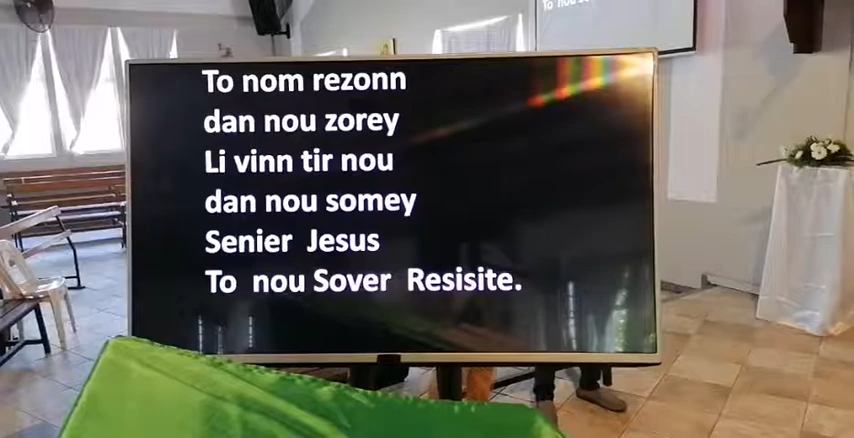 To nom rezonn
dan nou zorey
Li vinn tir nou
dan nou somey
Senier Jesus
To nou Sover Resisite.